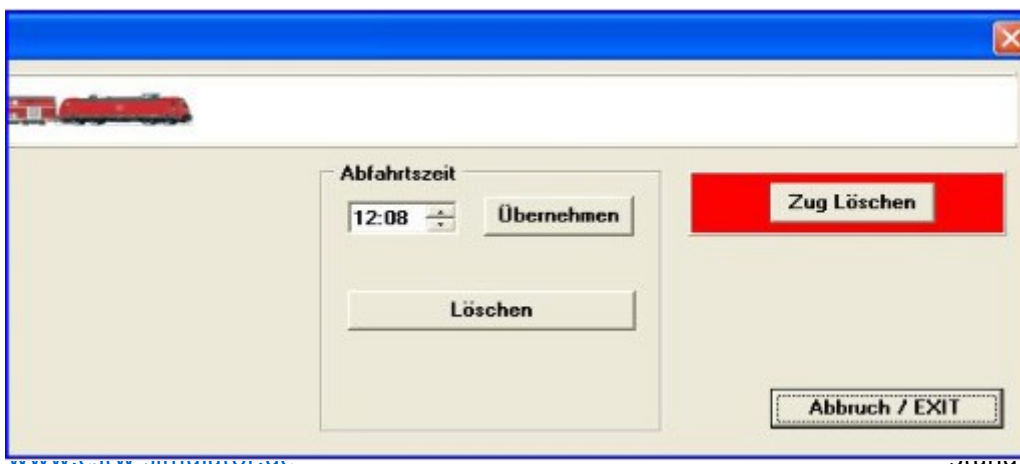 Abfahrtszeit
12:08
Übernehmen
Zug Löschen
Löschen
Abbruch / EXIT